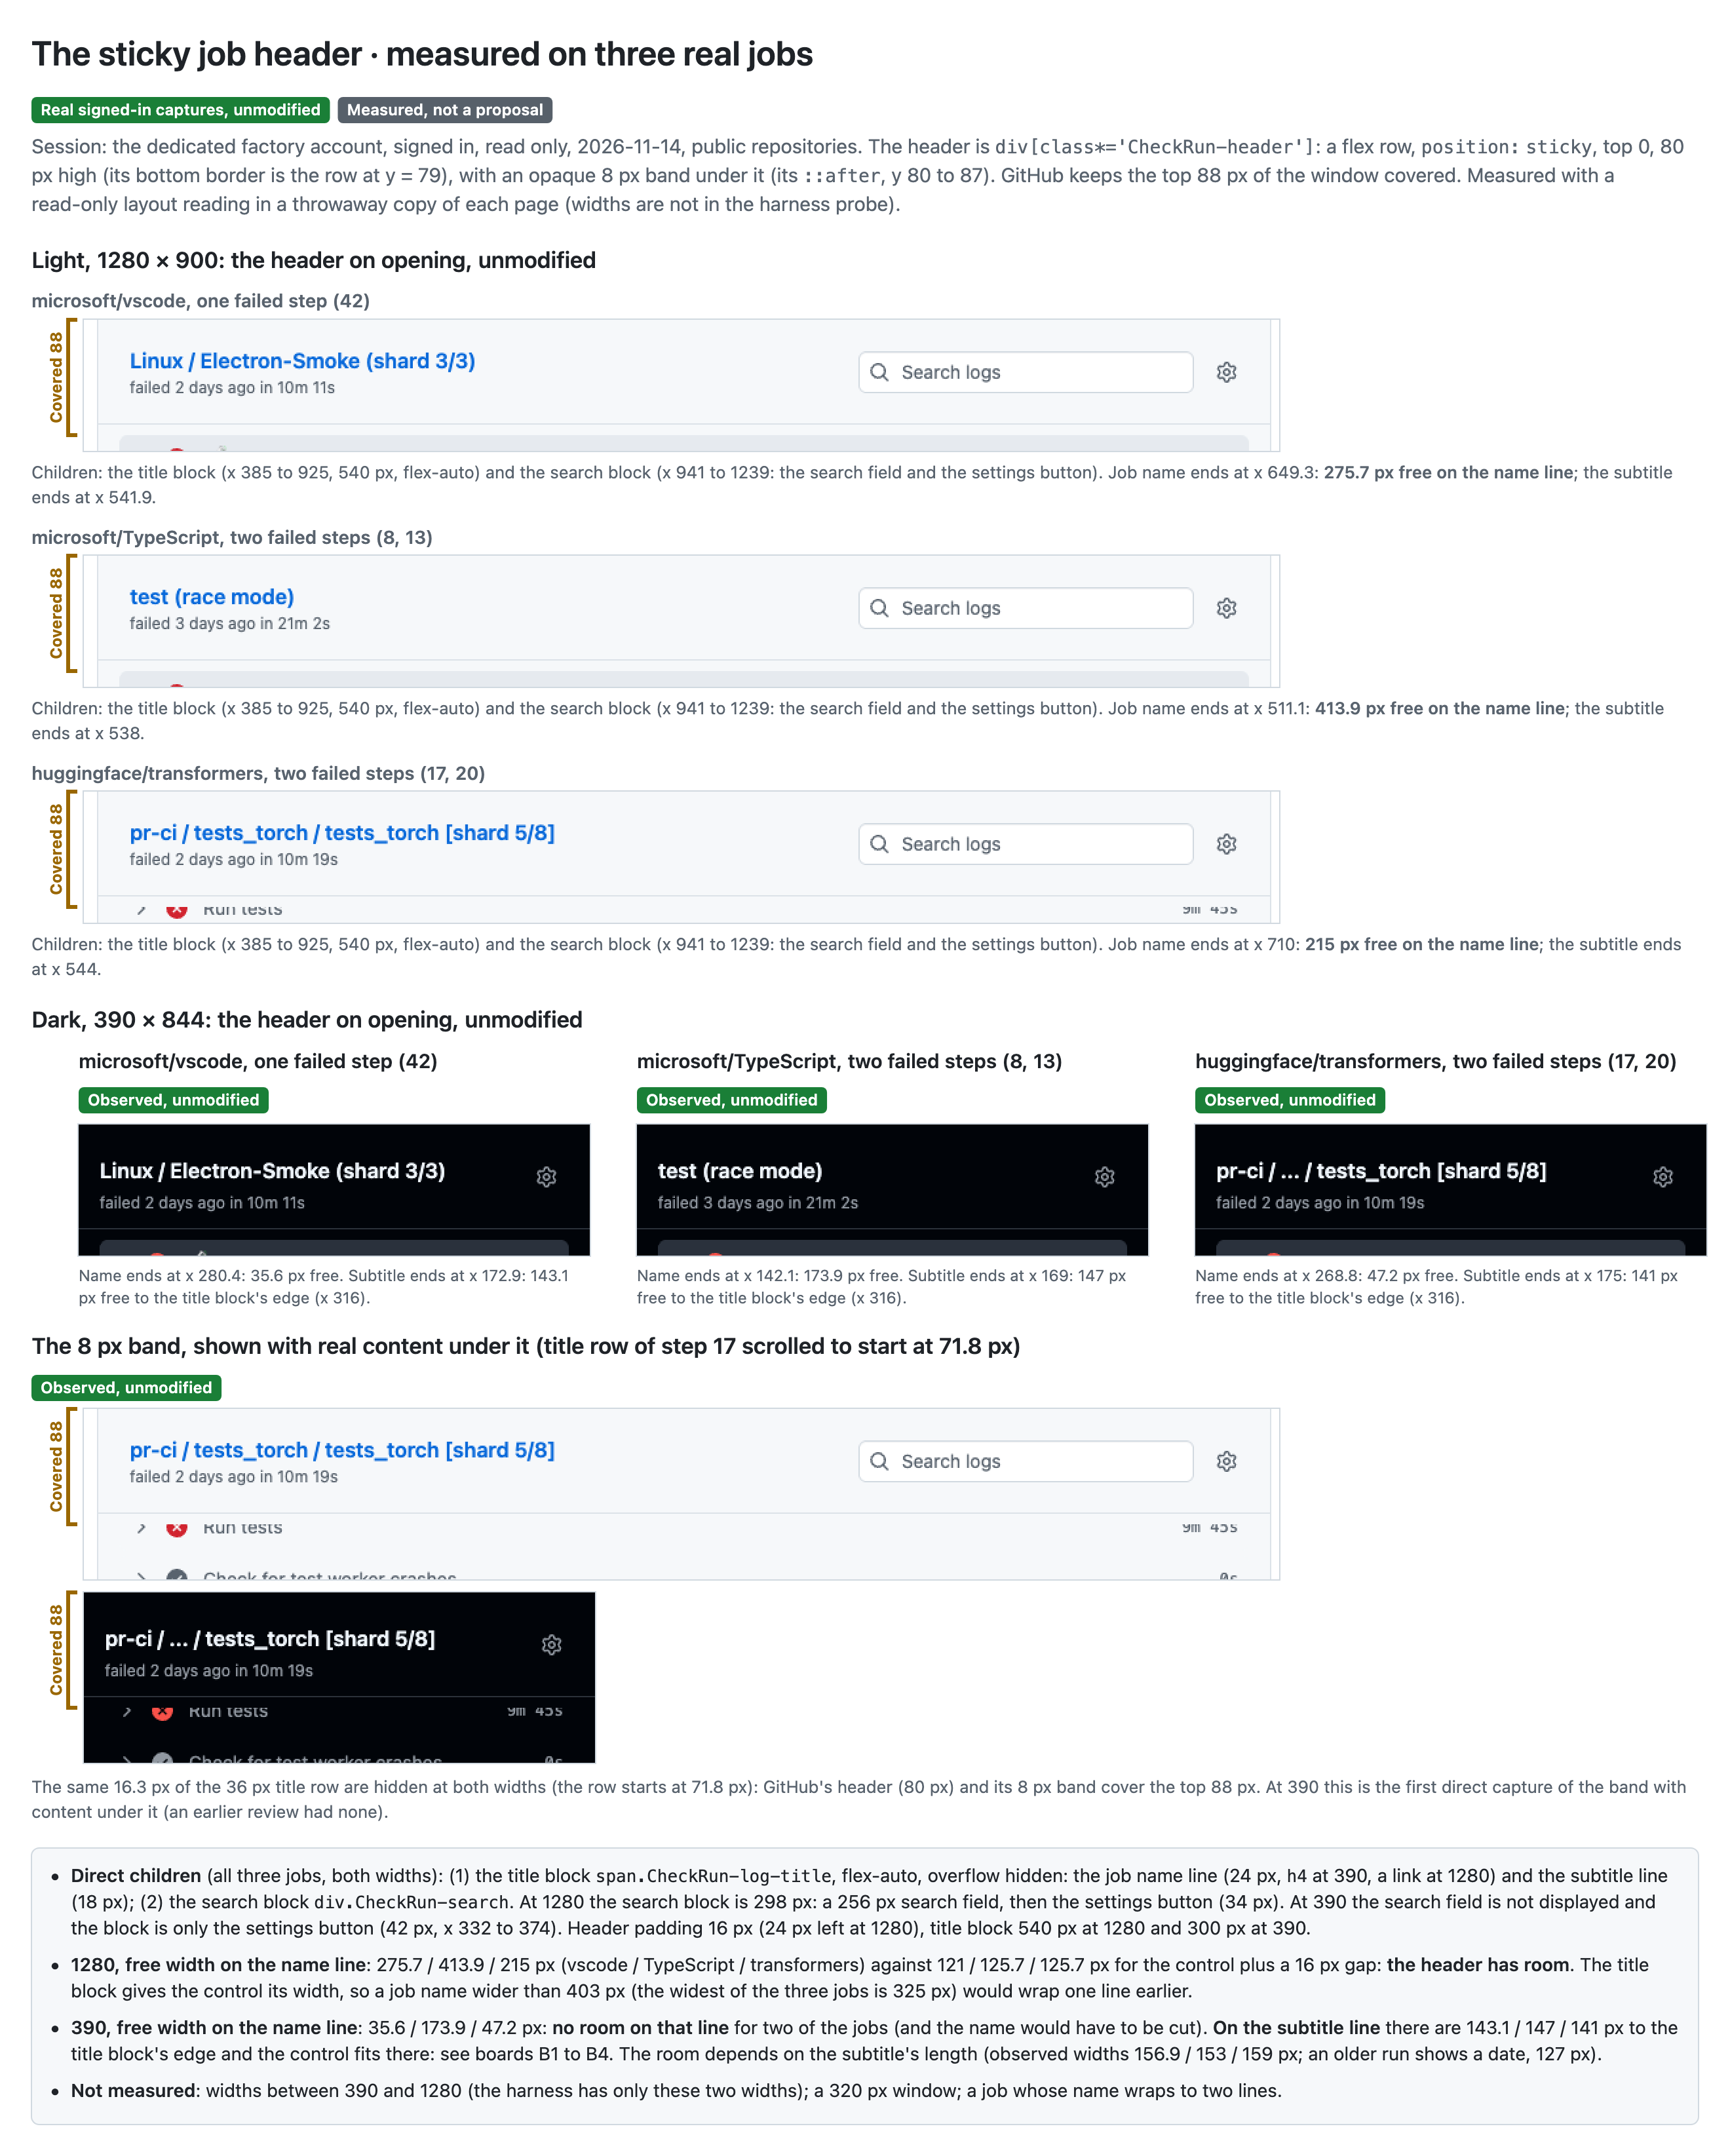 The sticky job header · measured on three real jobs
Real signed-in captures, unmodified Measured, not a proposal
Session: the dedicated factory account, signed in, read only, 2026-11-14, public repositories. The header is div[class*='CheckRun-header']: a flex row, position: sticky, top 0, 80
px high (its bottom border is the row at y = 79), with an opaque 8 px band under it (its ::after, y 80 to 87). GitHub keeps the top 88 px of the window covered. Measured with a
read-only layout reading in a throwaway copy of each page (widths are not in the harness probe).
Light, 1280 × 900: the header on opening, unmodified
microsoft/vscode, one failed step (42)
Covered 88
Linux / Electron-Smoke (shard 3/3)
failed 2 days ago in 10m 11s
Search logs
Children: the title block (x 385 to 925, 540 px, flex-auto) and the search block (x 941 to 1239: the search field and the settings button). Job name ends at x 649.3: 275.7 px free on the name line; the subtitle
ends at x 541.9.
microsoft/TypeScript, two failed steps (8, 13)
Covered 88
test (race mode)
failed 3 days ago in 21m 2s
Search logs
Children: the title block (x 385 to 925, 540 px, flex-auto) and the search block (x 941 to 1239: the search field and the settings button). Job name ends at x 511.1: 413.9 px free on the name line; the subtitle
ends at x 538.
huggingface/transformers, two failed steps (17, 20)
Covered 88
pr-ci / tests_torch / tests_torch [shard 5/8]
failed 2 days ago in 10m 19s
Search logs
Run tests 9m 45s
Children: the title block (x 385 to 925, 540 px, flex-auto) and the search block (x 941 to 1239: the search field and the settings button). Job name ends at x 710: 215 px free on the name line; the subtitle ends
at x 544.
Dark, 390 × 844: the header on opening, unmodified
microsoft/vscode, one failed step (42)
Observed, unmodified
Linux / Electron-Smoke (shard 3/3)
failed 2 days ago in 10m 11s
Name ends at x 280.4: 35.6 px free. Subtitle ends at x 172.9: 143.1
px free to the title block's edge (x 316).
microsoft/TypeScript, two failed steps (8, 13)
Observed, unmodified
test (race mode)
failed 3 days ago in 21m 2s
Name ends at x 142.1: 173.9 px free. Subtitle ends at x 169: 147 px
free to the title block's edge (x 316).
huggingface/transformers, two failed steps (17, 20)
Observed, unmodified
pr-ci / ... / tests_torch [shard 5/8]
failed 2 days ago in 10m 19s
Name ends at x 268.8: 47.2 px free. Subtitle ends at x 175: 141 px
free to the title block's edge (x 316).
The 8 px band, shown with real content under it (title row of step 17 scrolled to start at 71.8 px)
Observed, unmodified
Covered 88
pr-ci / tests_torch / tests_torch [shard 5/8]
failed 2 days ago in 10m 19s
Search logs
Run tests 9m 45s
Check for test worker crashes 0s
Covered 88
pr-ci / ... / tests_torch [shard 5/8]
failed 2 days ago in 10m 19s
Run tests 9m 45s
Check for test worker crashes 0s
The same 16.3 px of the 36 px title row are hidden at both widths (the row starts at 71.8 px): GitHub's header (80 px) and its 8 px band cover the top 88 px. At 390 this is the first direct capture of the band with
content under it (an earlier review had none).
• Direct children (all three jobs, both widths): (1) the title block span.CheckRun-log-title, flex-auto, overflow hidden: the job name line (24 px, h4 at 390, a link at 1280) and the subtitle line
(18 px); (2) the search block div.CheckRun-search. At 1280 the search block is 298 px: a 256 px search field, then the settings button (34 px). At 390 the search field is not displayed and
the block is only the settings button (42 px, x 332 to 374). Header padding 16 px (24 px left at 1280), title block 540 px at 1280 and 300 px at 390.
• 1280, free width on the name line: 275.7 / 413.9 / 215 px (vscode / TypeScript / transformers) against 121 / 125.7 / 125.7 px for the control plus a 16 px gap: the header has room. The title
block gives the control its width, so a job name wider than 403 px (the widest of the three jobs is 325 px) would wrap one line earlier.
• 390, free width on the name line: 35.6 / 173.9 / 47.2 px: no room on that line for two of the jobs (and the name would have to be cut). On the subtitle line there are 143.1 / 147 / 141 px to the
title block's edge and the control fits there: see boards B1 to B4. The room depends on the subtitle's length (observed widths 156.9 / 153 / 159 px; an older run shows a date, 127 px).
• Not measured: widths between 390 and 1280 (the harness has only these two widths); a 320 px window; a job whose name wraps to two lines.